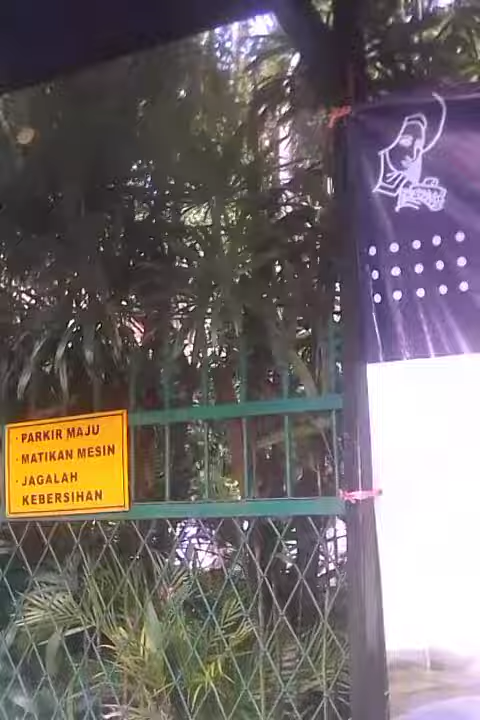 · PARKIR MAJU
· MATIKAN MESIN
· JAGALAH
KEBERSIHAN